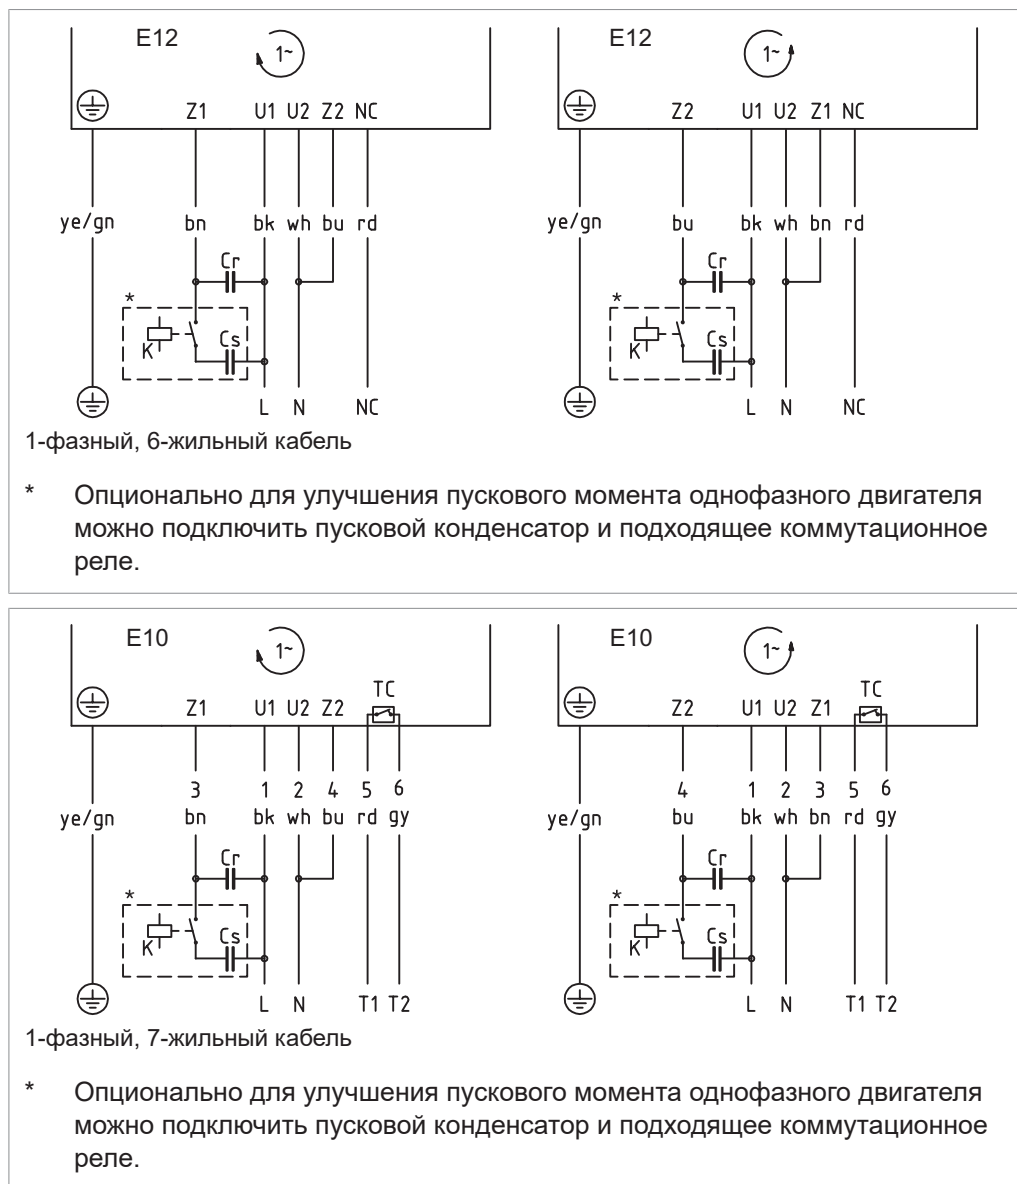 E12 1~ E12 1~
Z1 U1 U2 Z2 NC Z2 U1 U2 Z1 NC
ye/gn bn bk wh bu rd ye/gn bu bk wh bn rd
Cr Cr
* *
K Cs K Cs
L N NC L N NC
1-фазный, 6-жильный кабель
* Опционально для улучшения пускового момента однофазного двигателя
можно подключить пусковой конденсатор и подходящее коммутационное
реле.
E10 1~ E10 1~
TC TC
Z1 U1 U2 Z2 Z2 U1 U2 Z1
3 1 2 4 5 6 4 1 2 3 5 6
ye/gn bn bk wh bu rd gy ye/gn bu bk wh bn rd gy
Cr Cr
* *
K Cs K Cs
L N T1 T2 L N T1 T2
1-фазный, 7-жильный кабель
* Опционально для улучшения пускового момента однофазного двигателя
можно подключить пусковой конденсатор и подходящее коммутационное
реле.